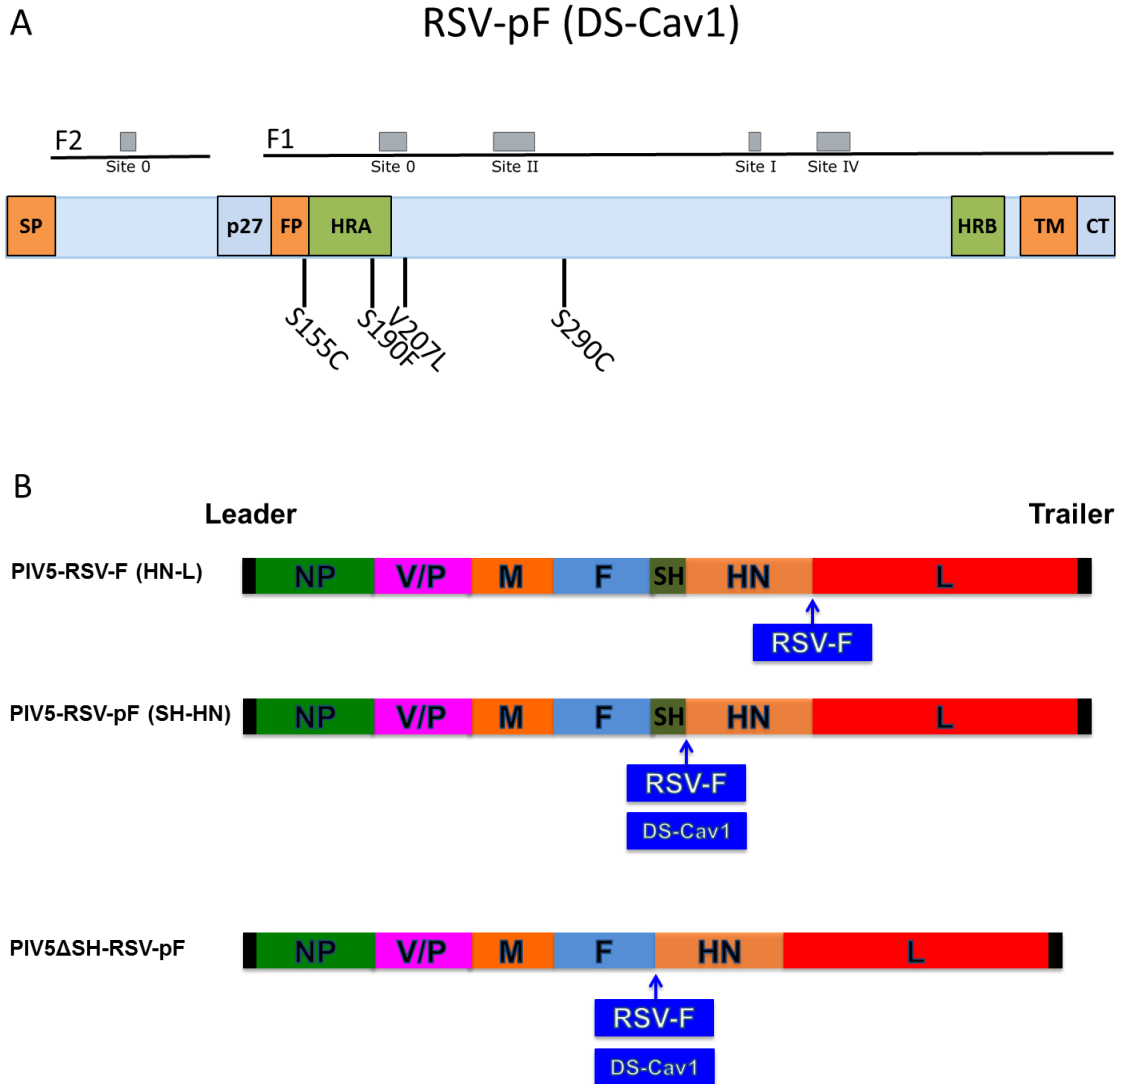 A
RSV-pF (DS-Cav1)
F2
F1
Site 0
Site 0
Site II
Site I
Site IV
SP
p27
FP
HRA
HRB
TM
CT
S155C
S190F
V207L
S290C
B
Leader
Trailer
PIV5-RSV-F (HN-L)
NP
V/P
M
F
SH
HN
L
RSV-F
PIV5-RSV-pF (SH-HN)
NP
V/P
M
F
SH
HN
L
RSV-F
DS-Cav1
PIV5ΔSH-RSV-pF
NP
V/P
M
F
HN
L
RSV-F
DS-Cav1